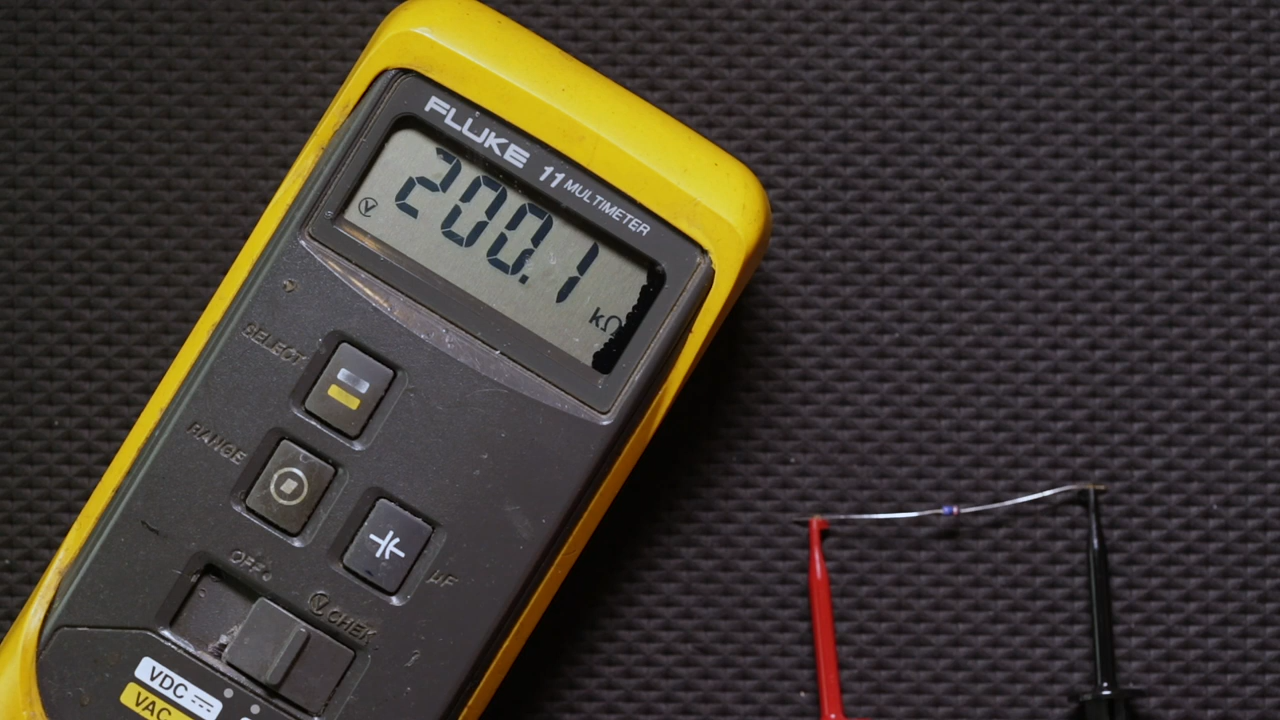 FLUKE 11 MULTIMETER
200.1
kΩ
SELECT
RANGE
µF
OFF
V CHEK
VDC
VAC